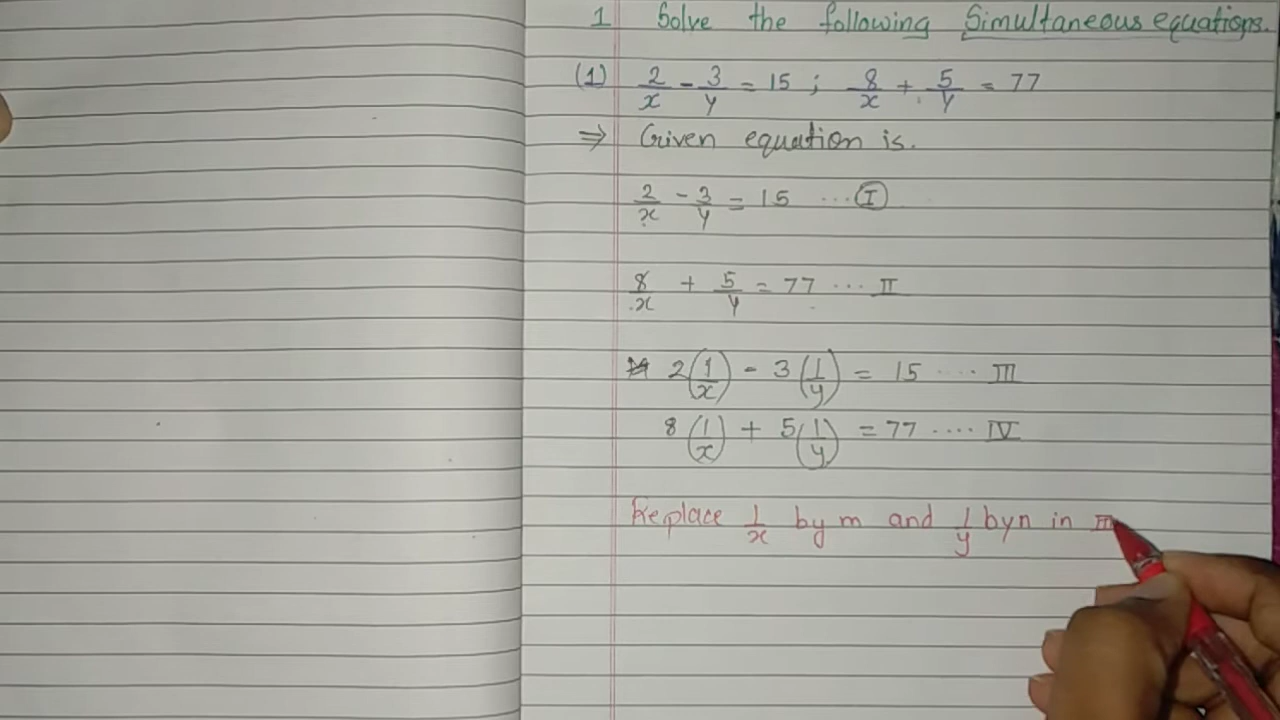 1 Solve the following Simultaneous equations.
(1) 2/x - 3/y = 15 ; 8/x + 5/y = 77
⇒ Given equation is.
2/x - 3/y = 15 ... I
8/x + 5/y = 77 ... II
2(1/x) - 3(1/y) = 15 .... III
8(1/x) + 5(1/y) = 77 .... IV
Replace 1/x by m and 1/y by n in III